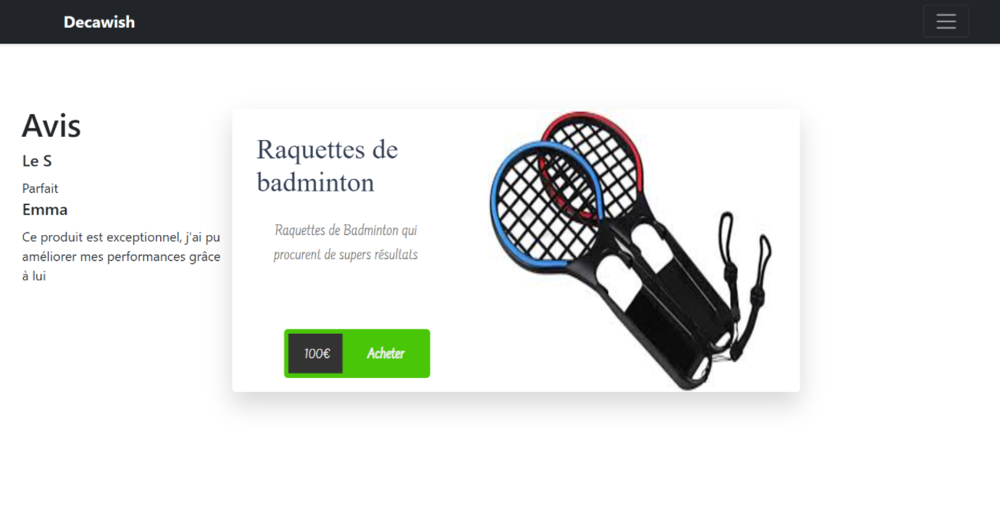 Decawish
Avis
Le S
Parfait
Emma
Ce produit est exceptionnel, j'ai pu
améliorer mes performances grâce
à lui
Raquettes de
badminton
Raquettes de Badminton qui
procurent de supers résultats
100€ Acheter